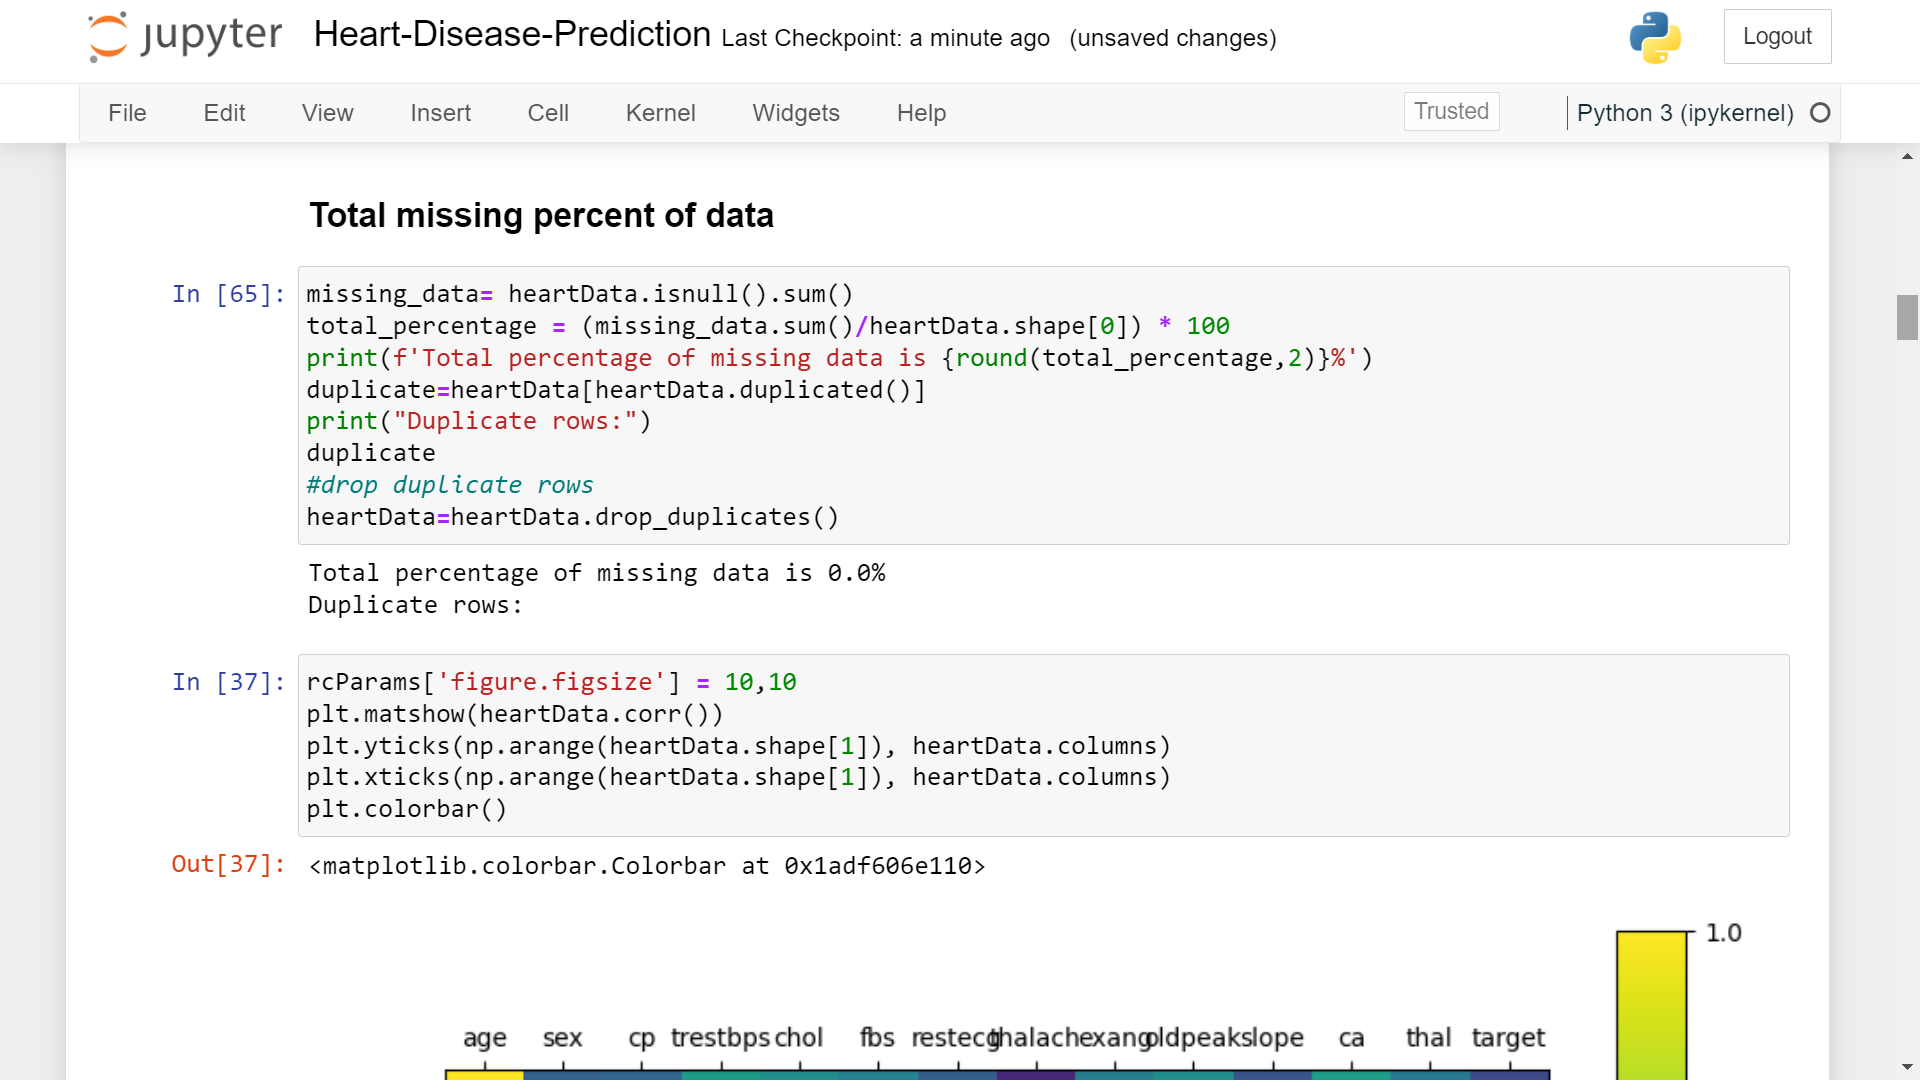 jupyter Heart-Disease-Prediction Last Checkpoint: a minute ago (unsaved changes) Logout
File Edit View Insert Cell Kernel Widgets Help Trusted Python 3 (ipykernel)
Total missing percent of data
In [65]: missing_data= heartData.isnull().sum()
total_percentage = (missing_data.sum()/heartData.shape[0]) * 100
print(f'Total percentage of missing data is {round(total_percentage,2)}%')
duplicate=heartData[heartData.duplicated()]
print("Duplicate rows:")
duplicate
#drop duplicate rows
heartData=heartData.drop_duplicates()
Total percentage of missing data is 0.0%
Duplicate rows:
In [37]: rcParams['figure.figsize'] = 10,10
plt.matshow(heartData.corr())
plt.yticks(np.arange(heartData.shape[1]), heartData.columns)
plt.xticks(np.arange(heartData.shape[1]), heartData.columns)
plt.colorbar()
Out[37]: <matplotlib.colorbar.Colorbar at 0x1adf606e110>
1.0
age sex cp trestbps chol fbs restecg thalach exang oldpeak slope ca thal target